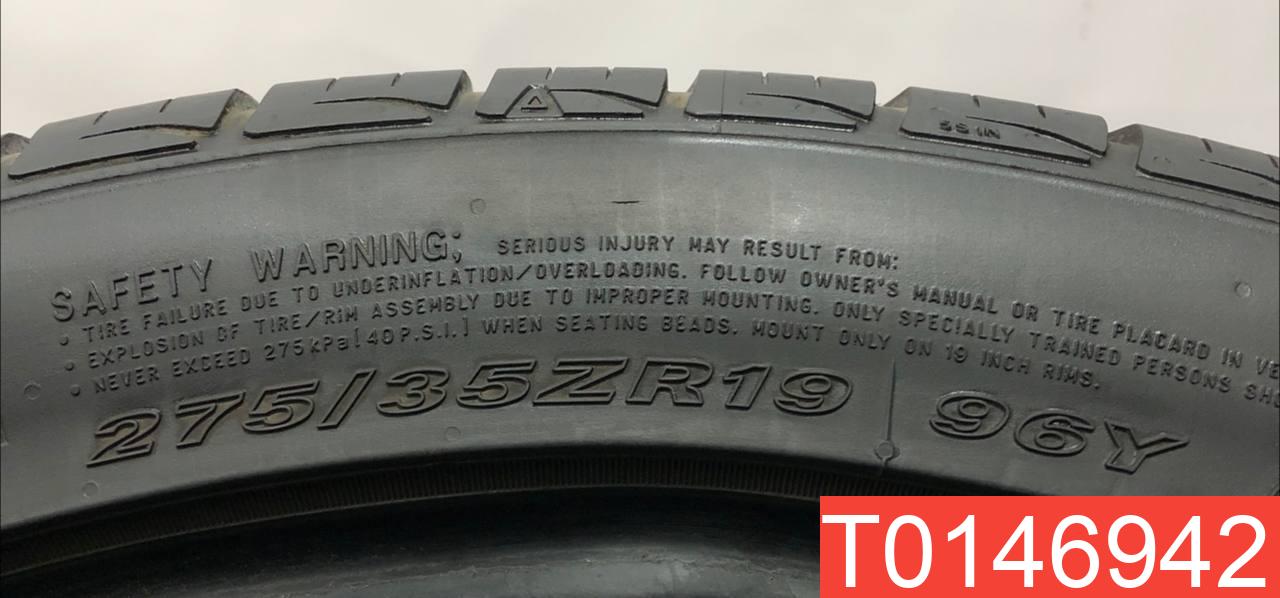 5SIN
SAFETY WARNING; SERIOUS INJURY MAY RESULT FROM:
• TIRE FAILURE DUE TO UNDERINFLATION/OVERLOADING. FOLLOW OWNER'S MANUAL OR TIRE PLACARD IN VE
• EXPLOSION OF TIRE/RIM ASSEMBLY DUE TO IMPROPER MOUNTING. ONLY SPECIALLY TRAINED PERSONS SHO
• NEVER EXCEED 275kPa[40P.S.I.] WHEN SEATING BEADS. MOUNT ONLY ON 19 INCH RIMS.
275/35ZR19 96Y
T0146942